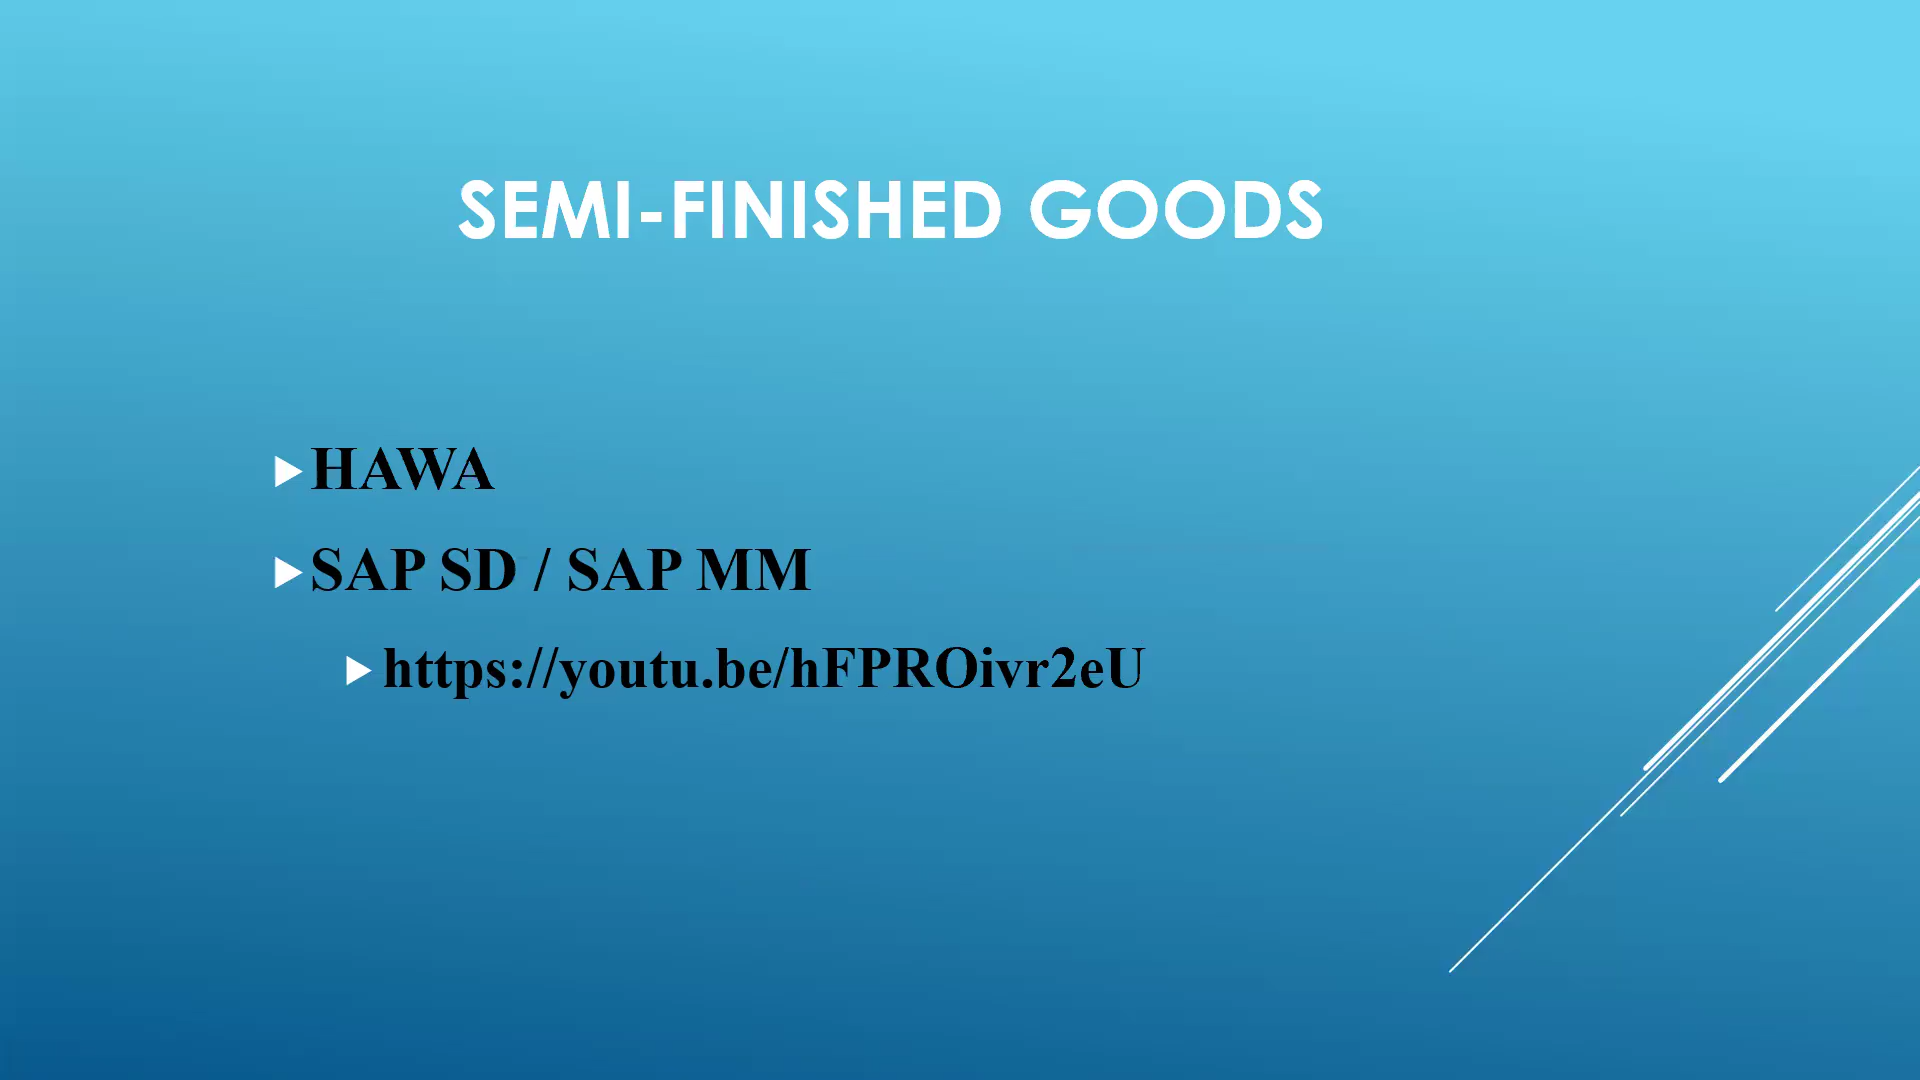 SEMI-FINISHED GOODS
HAWA
SAP SD / SAP MM
https://youtu.be/hFPROivr2eU